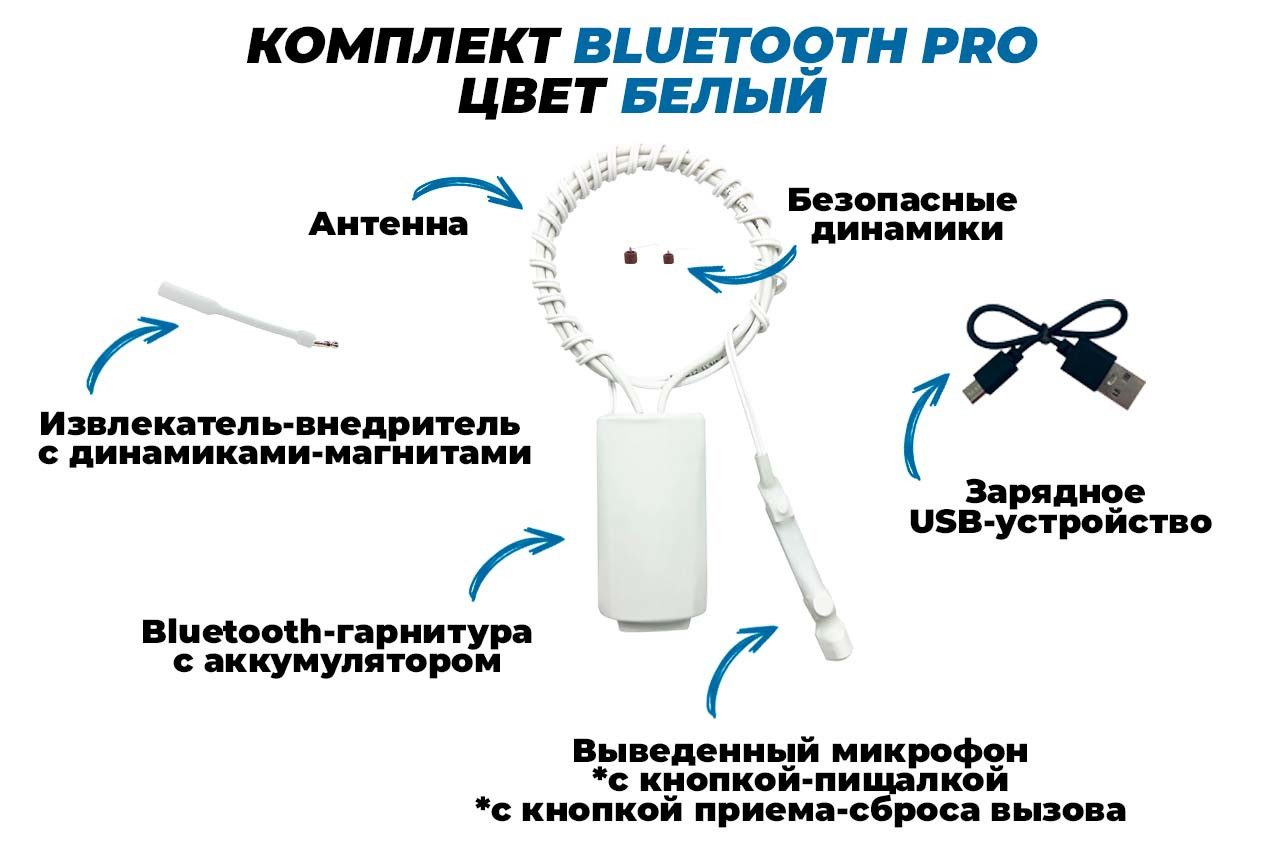 КОМПЛЕКТ BLUETOOTH PRO
ЦВЕТ БЕЛЫЙ
Антенна
Безопасные
динамики
Извлекатель-внедритель
с динамиками-магнитами
Зарядное
USB-устройство
Bluetooth-гарнитура
с аккумулятором
Выведенный микрофон
*с кнопкой-пищалкой
*с кнопкой приема-сброса вызова